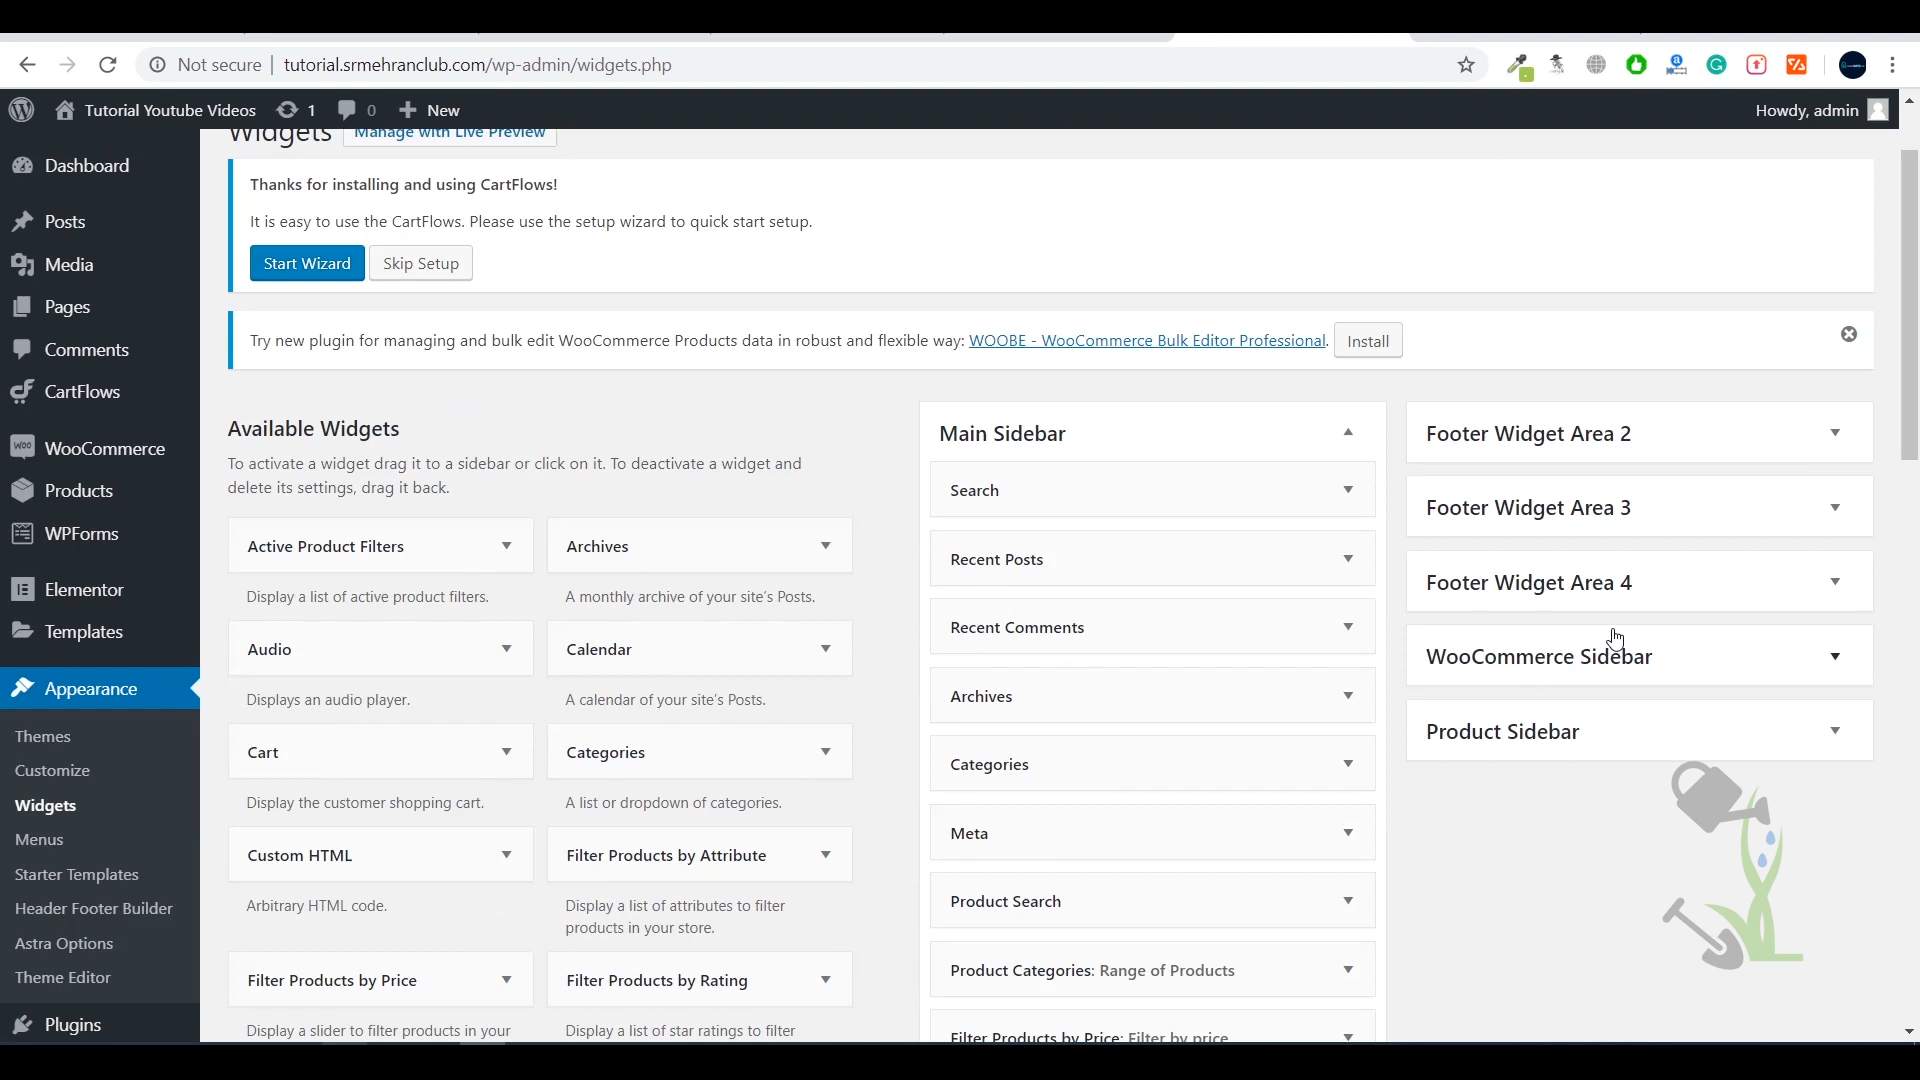 Not secure | tutorial.srmehranclub.com/wp-admin/widgets.php
Tutorial Youtube Videos 1 0 New
Howdy, admin
Dashboard
Posts
Media
Pages
Comments
CartFlows
WooCommerce
Products
WPForms
Elementor
Templates
Appearance
Themes
Customize
Widgets
Menus
Starter Templates
Header Footer Builder
Astra Options
Theme Editor
Plugins
Widgets Manage with Live Preview
Thanks for installing and using CartFlows!
It is easy to use the CartFlows. Please use the setup wizard to quick start setup.
Start Wizard Skip Setup
Try new plugin for managing and bulk edit WooCommerce Products data in robust and flexible way: WOOBE - WooCommerce Bulk Editor Professional. Install
Available Widgets
To activate a widget drag it to a sidebar or click on it. To deactivate a widget and
delete its settings, drag it back.
Active Product Filters
Display a list of active product filters.
Archives
A monthly archive of your site's Posts.
Audio
Displays an audio player.
Calendar
A calendar of your site's Posts.
Cart
Display the customer shopping cart.
Categories
A list or dropdown of categories.
Custom HTML
Arbitrary HTML code.
Filter Products by Attribute
Display a list of attributes to filter
products in your store.
Filter Products by Price
Display a slider to filter products in your
Filter Products by Rating
Display a list of star ratings to filter
Main Sidebar
Search
Recent Posts
Recent Comments
Archives
Categories
Meta
Product Search
Product Categories: Range of Products
Filter Products by Price: Filter by price
Footer Widget Area 2
Footer Widget Area 3
Footer Widget Area 4
WooCommerce Sidebar
Product Sidebar